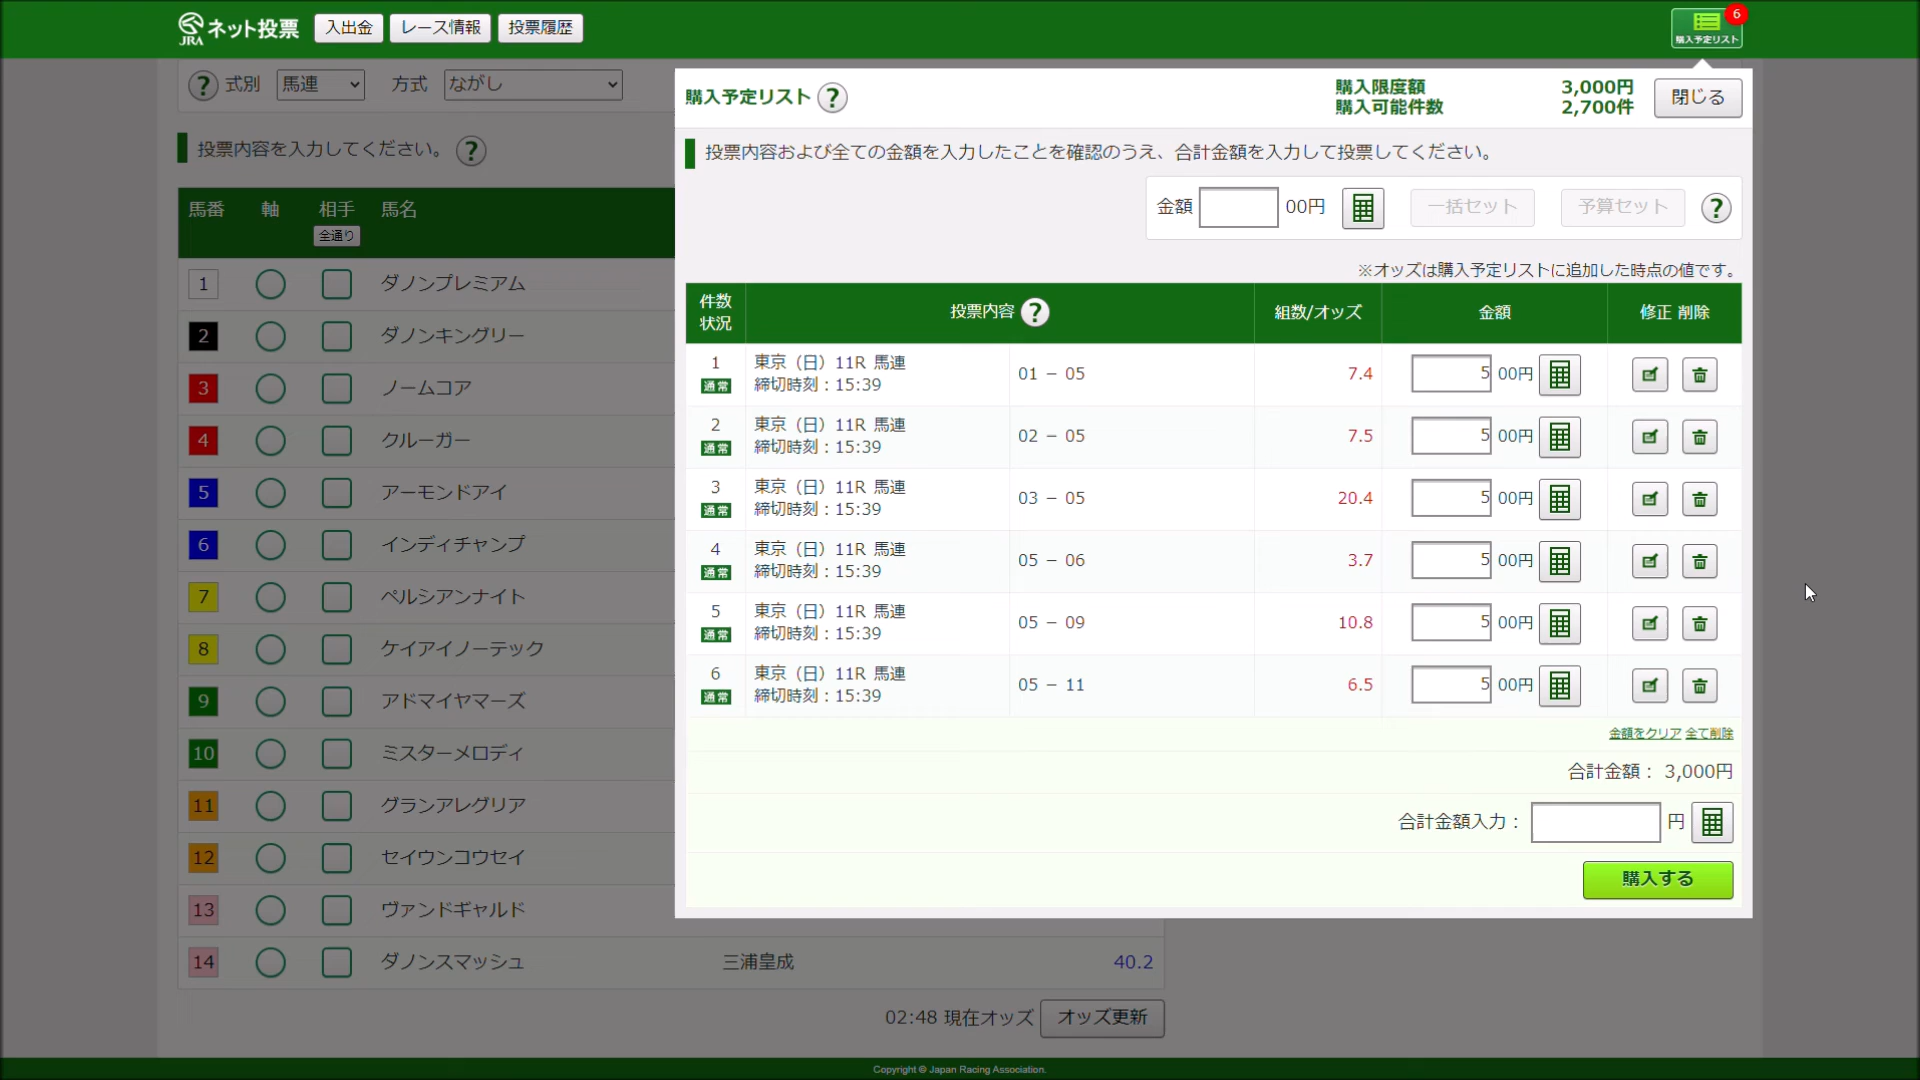 JRA ネット投票 入出金 レース情報 投票履歴
6
購入予定リスト
? 式別 馬連 方式 ながし
投票内容を入力してください。 ?
馬番 軸 相手 馬名
全通り
1 ダノンプレミアム
2 ダノンキングリー
3 ノームコア
4 クルーガー
5 アーモンドアイ
6 インディチャンプ
7 ペルシアンナイト
8 ケイアイノーテック
9 アドマイヤマーズ
10 ミスターメロディ
11 グランアレグリア
12 セイウンコウセイ
13 ヴァンドギャルド
14 ダノンスマッシュ 三浦皇成 40.2
02:48 現在オッズ オッズ更新
購入予定リスト ?
購入限度額 3,000円
購入可能件数 2,700件
閉じる
投票内容および全ての金額を入力したことを確認のうえ、合計金額を入力して投票してください。
金額 00円 一括セット 予算セット ?
※オッズは購入予定リストに追加した時点の値です。
件数 状況 投票内容 ? 組数/オッズ 金額 修正 削除
1 東京（日）11R 馬連 01 － 05 7.4 5 00円
通常 締切時刻：15:39
2 東京（日）11R 馬連 02 － 05 7.5 5 00円
通常 締切時刻：15:39
3 東京（日）11R 馬連 03 － 05 20.4 5 00円
通常 締切時刻：15:39
4 東京（日）11R 馬連 05 － 06 3.7 5 00円
通常 締切時刻：15:39
5 東京（日）11R 馬連 05 － 09 10.8 5 00円
通常 締切時刻：15:39
6 東京（日）11R 馬連 05 － 11 6.5 5 00円
通常 締切時刻：15:39
金額をクリア 全て削除
合計金額： 3,000円
合計金額入力： 円
購入する
Copyright © Japan Racing Association.